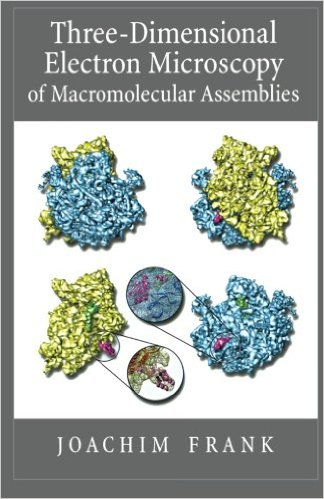 Three-Dimensional
Electron Microscopy
of Macromolecular Assemblies
JOACHIM FRANK